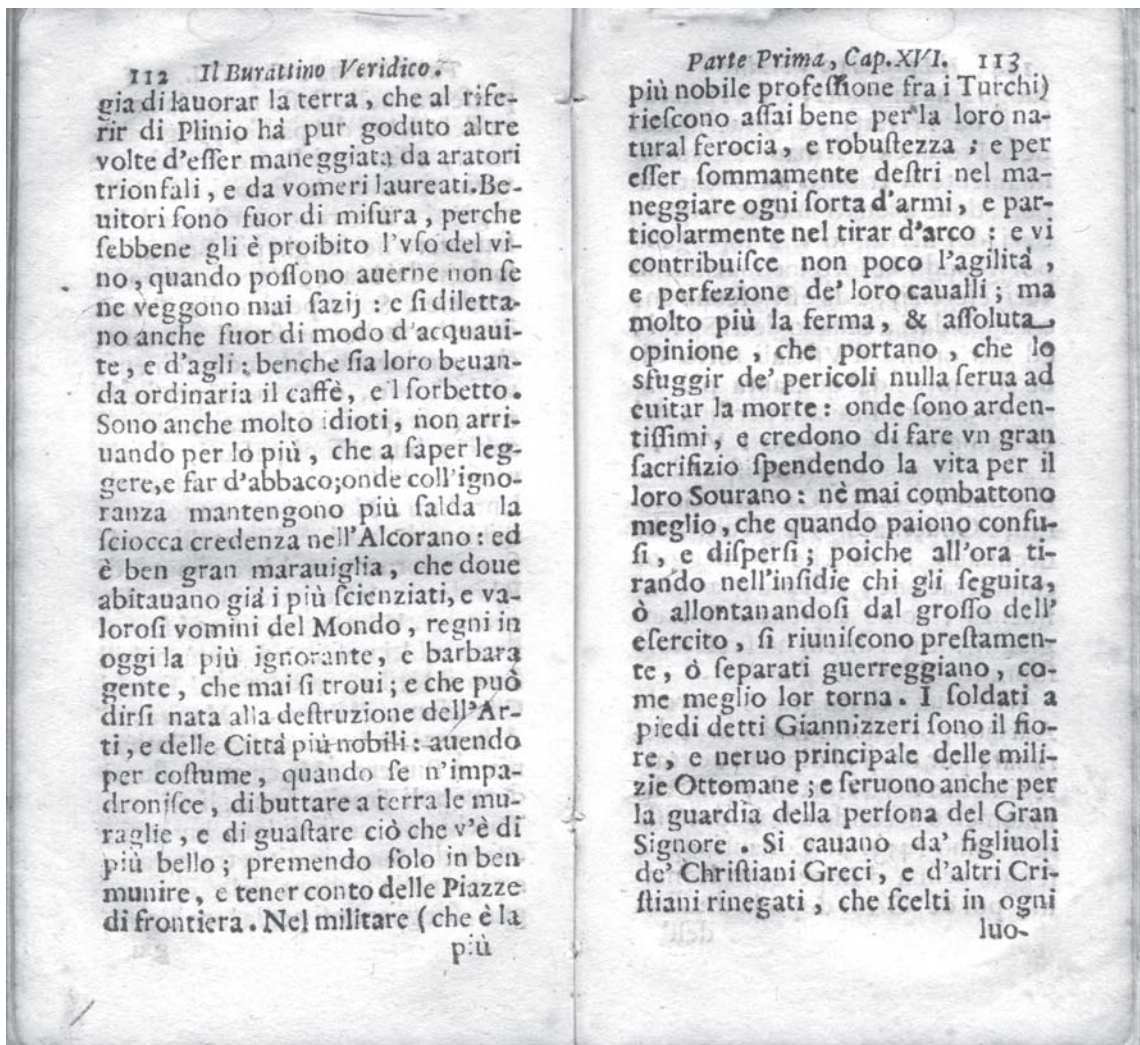 112 Il Burattino Veridico.
gia di lauorar la terra, che al rife-
rir di Plinio há pur goduto altre
volte d'eſſer maneggiata da aratori
trionfali, e da vomeri laureati. Be-
uitori ſono fuor di miſura, perche
ſebbene gli è proibito l'vſo del vi-
no, quando poſſono auerne non ſe
ne veggono mai ſazij: e ſi diletta-
no anche fuor di modo d'acquaui-
te, e d'agli; benche ſia loro beuan-
da ordinaria il caffè, e'l ſorbetto.
Sono anche molto idioti, non arri-
uando per lo più, che a ſaper leg-
gere, e far d'abbaco; onde coll'igno-
ranza mantengono più ſalda la
ſciocca credenza nell'Alcorano: ed
è ben gran marauiglia, che doue
abitauano giá i più ſcienziati, e va-
loroſi vomini del Mondo, regni in
oggi la più ignorante, e barbara
gente, che mai ſi troui; e che può
dirſi nata alla deſtruzione dell'Ar-
ti, e delle Cittá più nobili: auendo
per coſtume, quando ſe n'impa-
droniſce, di buttare a terra le mu-
raglie, e di guaſtare ciò che v'è di
più bello; premendo ſolo in ben
munire, e tener conto delle Piazze
di frontiera. Nel militare (che è la
più
Parte Prima, Cap. XVI. 113
più nobile profeſſione fra i Turchi)
rieſcono aſſai bene per la loro na-
tural ferocia, e robuſtezza; e per
eſſer ſommamente deſtri nel ma-
neggiare ogni ſorta d'armi, e par-
ticolarmente nel tirar d'arco: e vi
contribuiſce non poco l'agilitá,
e perfezione de' loro caualli; ma
molto più la ferma, & aſſoluta
opinione, che portano, che lo
sfuggir de' pericoli nulla ſerua ad
euitar la morte: onde ſono arden-
tiſſimi, e credono di fare vn gran
ſacrifizio ſpendendo la vita per il
loro Sourano: nè mai combattono
meglio, che quando paiono confu-
ſi, e diſperſi; poiche all'ora ti-
rando nell'inſidie chi gli ſeguita,
ò allontanandoſi dal groſſo dell'
eſercito, ſi riuniſcono preſtamen-
te, ò ſeparati guerreggiano, co-
me meglio lor torna. I ſoldati a
piedi detti Giannizzeri ſono il fio-
re, e neruo principale delle mili-
zie Ottomane; e ſeruono anche per
la guardia della perſona del Gran
Signore. Si cauano da' figliuoli
de' Chriſtiani Greci, e d'altri Cri-
ſtiani rinegati, che ſcelti in ogni
luo-